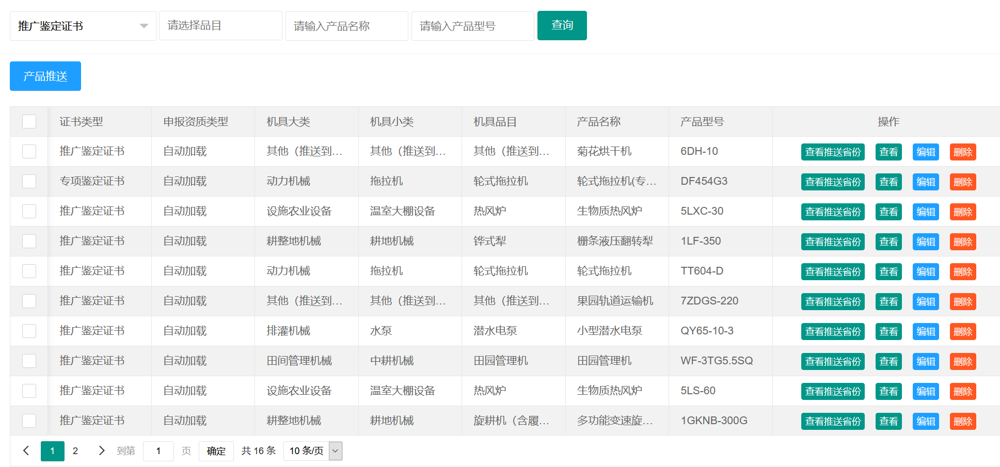 推广鉴定证书 请选择品目 请输入产品名称 请输入产品型号 查询
产品推送
证书类型 申报资质类型 机具大类 机具小类 机具品目 产品名称 产品型号 操作
推广鉴定证书 自动加载 其他（推送到… 其他（推送到… 其他（推送到… 菊花烘干机 6DH-10 查看推送省份 查看 编辑 删除
专项鉴定证书 自动加载 动力机械 拖拉机 轮式拖拉机 轮式拖拉机(专… DF454G3 查看推送省份 查看 编辑 删除
推广鉴定证书 自动加载 设施农业设备 温室大棚设备 热风炉 生物质热风炉 5LXC-30 查看推送省份 查看 编辑 删除
推广鉴定证书 自动加载 耕整地机械 耕地机械 铧式犁 栅条液压翻转犁 1LF-350 查看推送省份 查看 编辑 删除
推广鉴定证书 自动加载 动力机械 拖拉机 轮式拖拉机 轮式拖拉机 TT604-D 查看推送省份 查看 编辑 删除
推广鉴定证书 自动加载 其他（推送到… 其他（推送到… 其他（推送到… 果园轨道运输机 7ZDGS-220 查看推送省份 查看 编辑 删除
推广鉴定证书 自动加载 排灌机械 水泵 潜水电泵 小型潜水电泵 QY65-10-3 查看推送省份 查看 编辑 删除
推广鉴定证书 自动加载 田间管理机械 中耕机械 田园管理机 田园管理机 WF-3TG5.5SQ 查看推送省份 查看 编辑 删除
推广鉴定证书 自动加载 设施农业设备 温室大棚设备 热风炉 生物质热风炉 5LS-60 查看推送省份 查看 编辑 删除
推广鉴定证书 自动加载 耕整地机械 耕地机械 旋耕机（含履… 多功能变速旋… 1GKNB-300G 查看推送省份 查看 编辑 删除
1 2 到第 1 页 确定 共 16 条 10 条/页